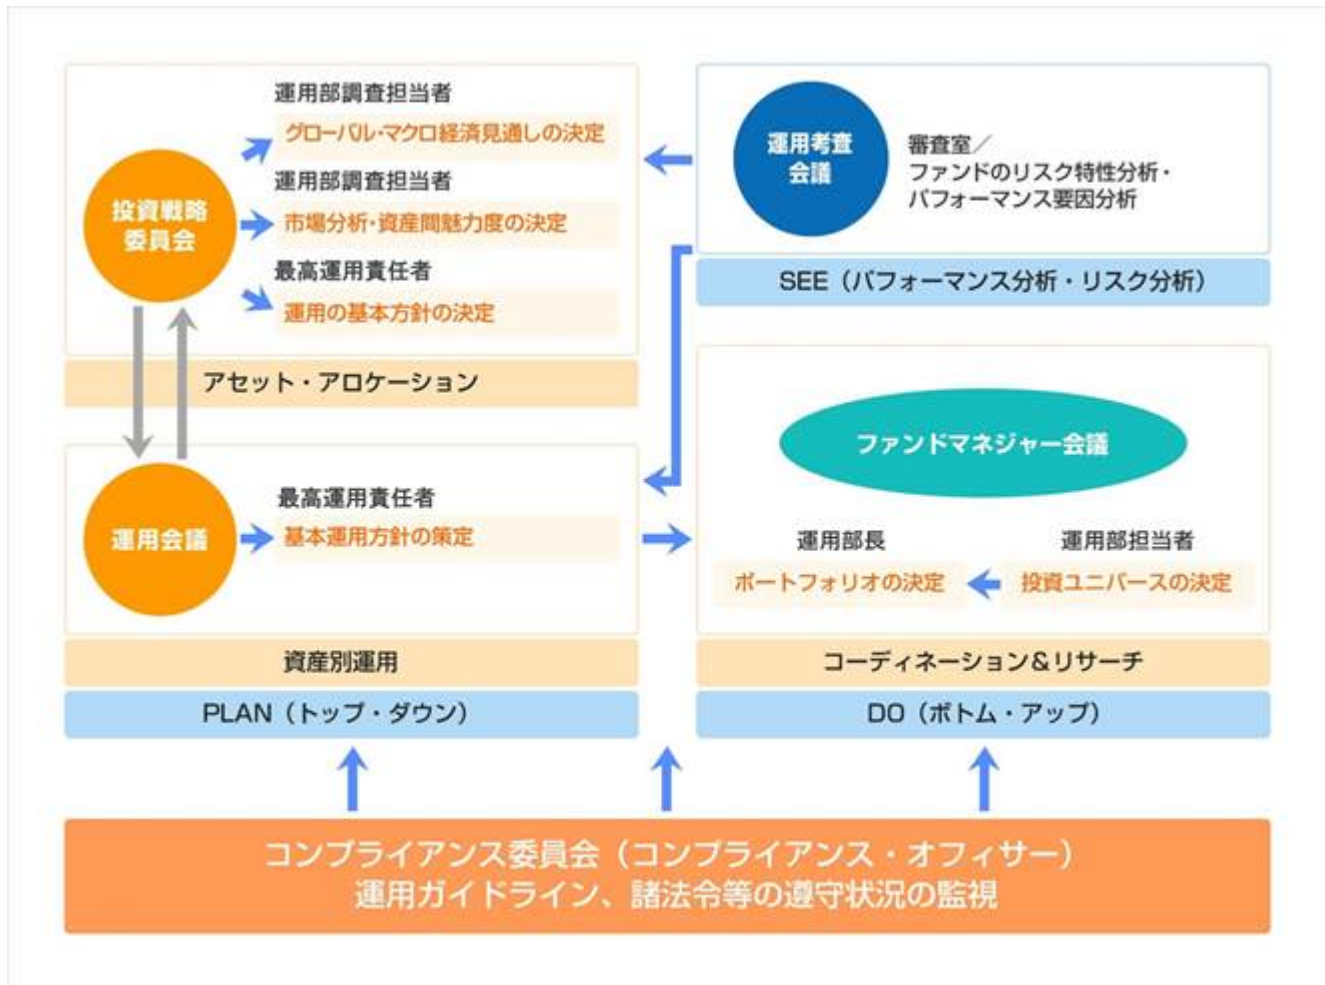 運用部調査担当者
グローバル・マクロ経済見通しの決定
投資戦略
委員会
運用部調査担当者
市場分析・資産間魅力度の決定
最高運用責任者
運用の基本方針の決定
アセット・アロケーション
運用会議
最高運用責任者
基本運用方針の策定
資産別運用
PLAN（トップ・ダウン）
運用考査
会議
審査室／
ファンドのリスク特性分析・
パフォーマンス要因分析
SEE（パフォーマンス分析・リスク分析）
ファンドマネジャー会議
運用部長
ポートフォリオの決定
運用部担当者
投資ユニバースの決定
コーディネーション＆リサーチ
DO（ボトム・アップ）
コンプライアンス委員会（コンプライアンス・オフィサー）
運用ガイドライン、諸法令等の遵守状況の監視